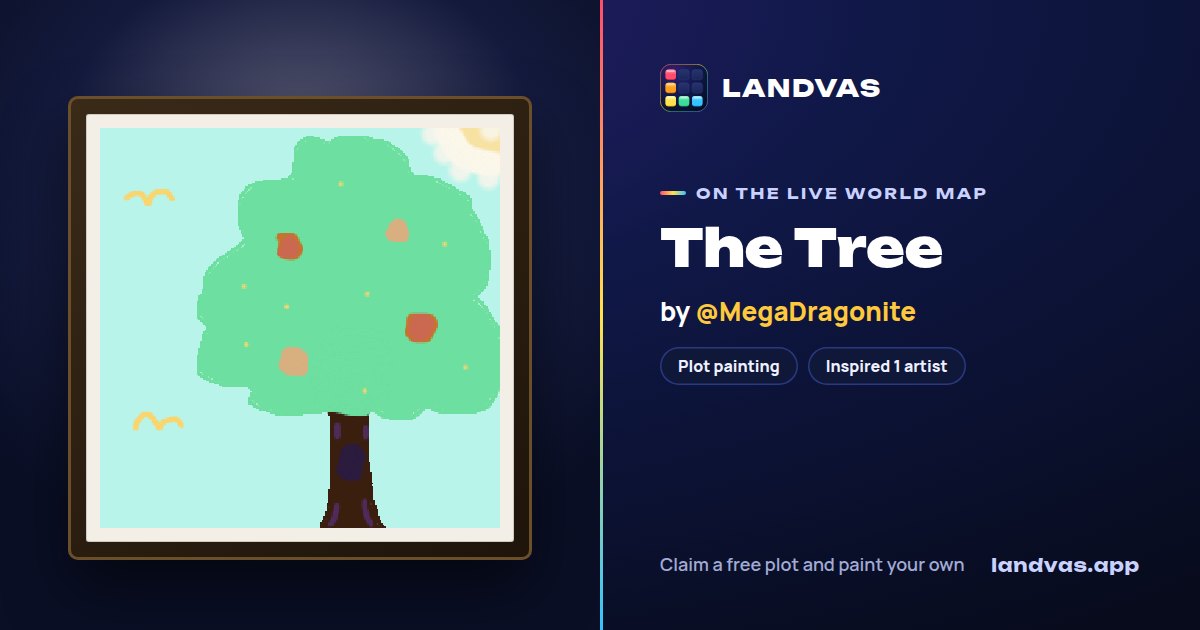 LANDVAS
ON THE LIVE WORLD MAP
The Tree
by @MegaDragonite
Plot painting
Inspired 1 artist
Claim a free plot and paint your own
landvas.app